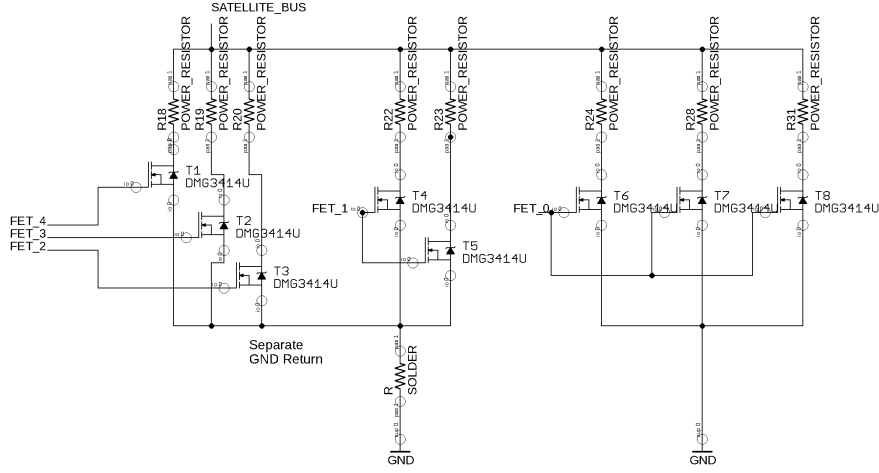 SATELLITE_BUS
R18
POWER_RESISTOR
R19
POWER_RESISTOR
R20
POWER_RESISTOR
R22
POWER_RESISTOR
R23
POWER_RESISTOR
R24
POWER_RESISTOR
R28
POWER_RESISTOR
R31
POWER_RESISTOR
T1
DMG3414U
T2
DMG3414U
T3
DMG3414U
T4
DMG3414U
T5
DMG3414U
T6
DMG3414U
T7
DMG3414U
T8
DMG3414U
FET_4
FET_3
FET_2
FET_1
FET_0
Separate
GND Return
R
SOLDER
GND
GND